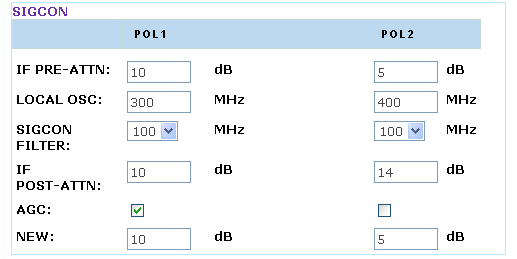 SIGCON
POL1 POL2
IF PRE-ATTN: 10 dB 5 dB
LOCAL OSC: 300 MHz 400 MHz
SIGCON
FILTER: 100 MHz 100 MHz
IF
POST-ATTN: 10 dB 14 dB
AGC:
NEW: 10 dB 5 dB